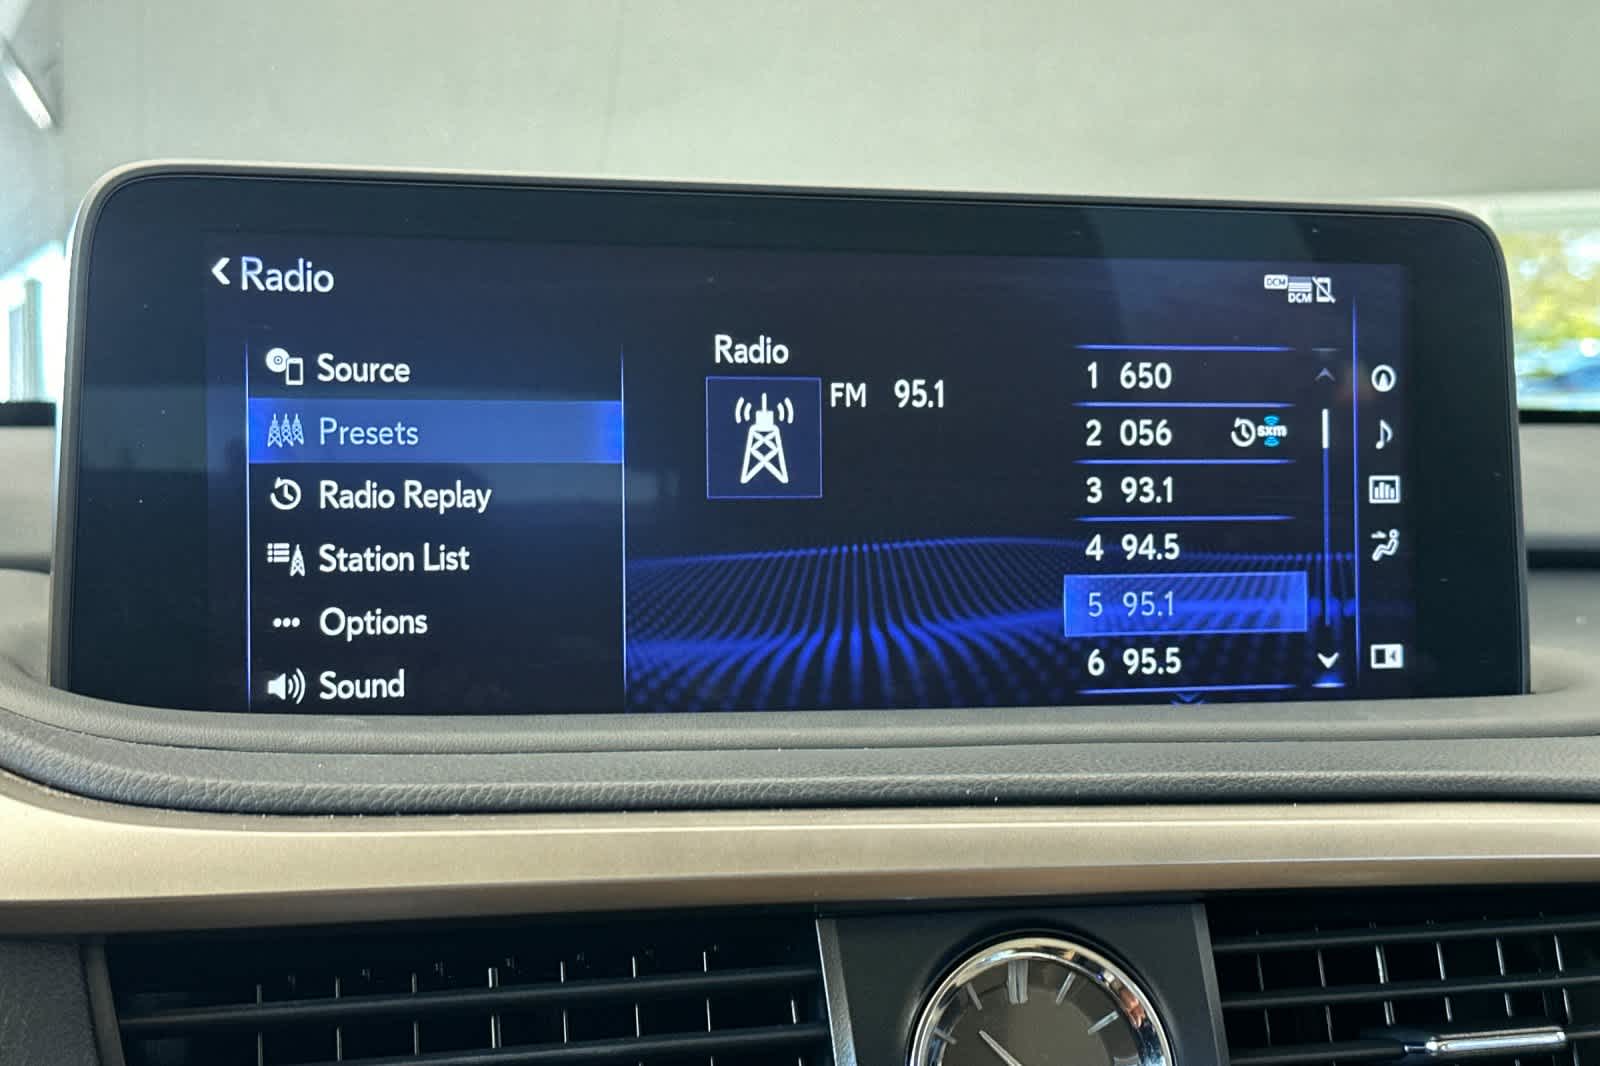 Radio
DCM
DCM
Source
Presets
Radio Replay
Station List
Options
Sound
Radio
FM 95.1
1 650
2 056 sxm
3 93.1
4 94.5
5 95.1
6 95.5